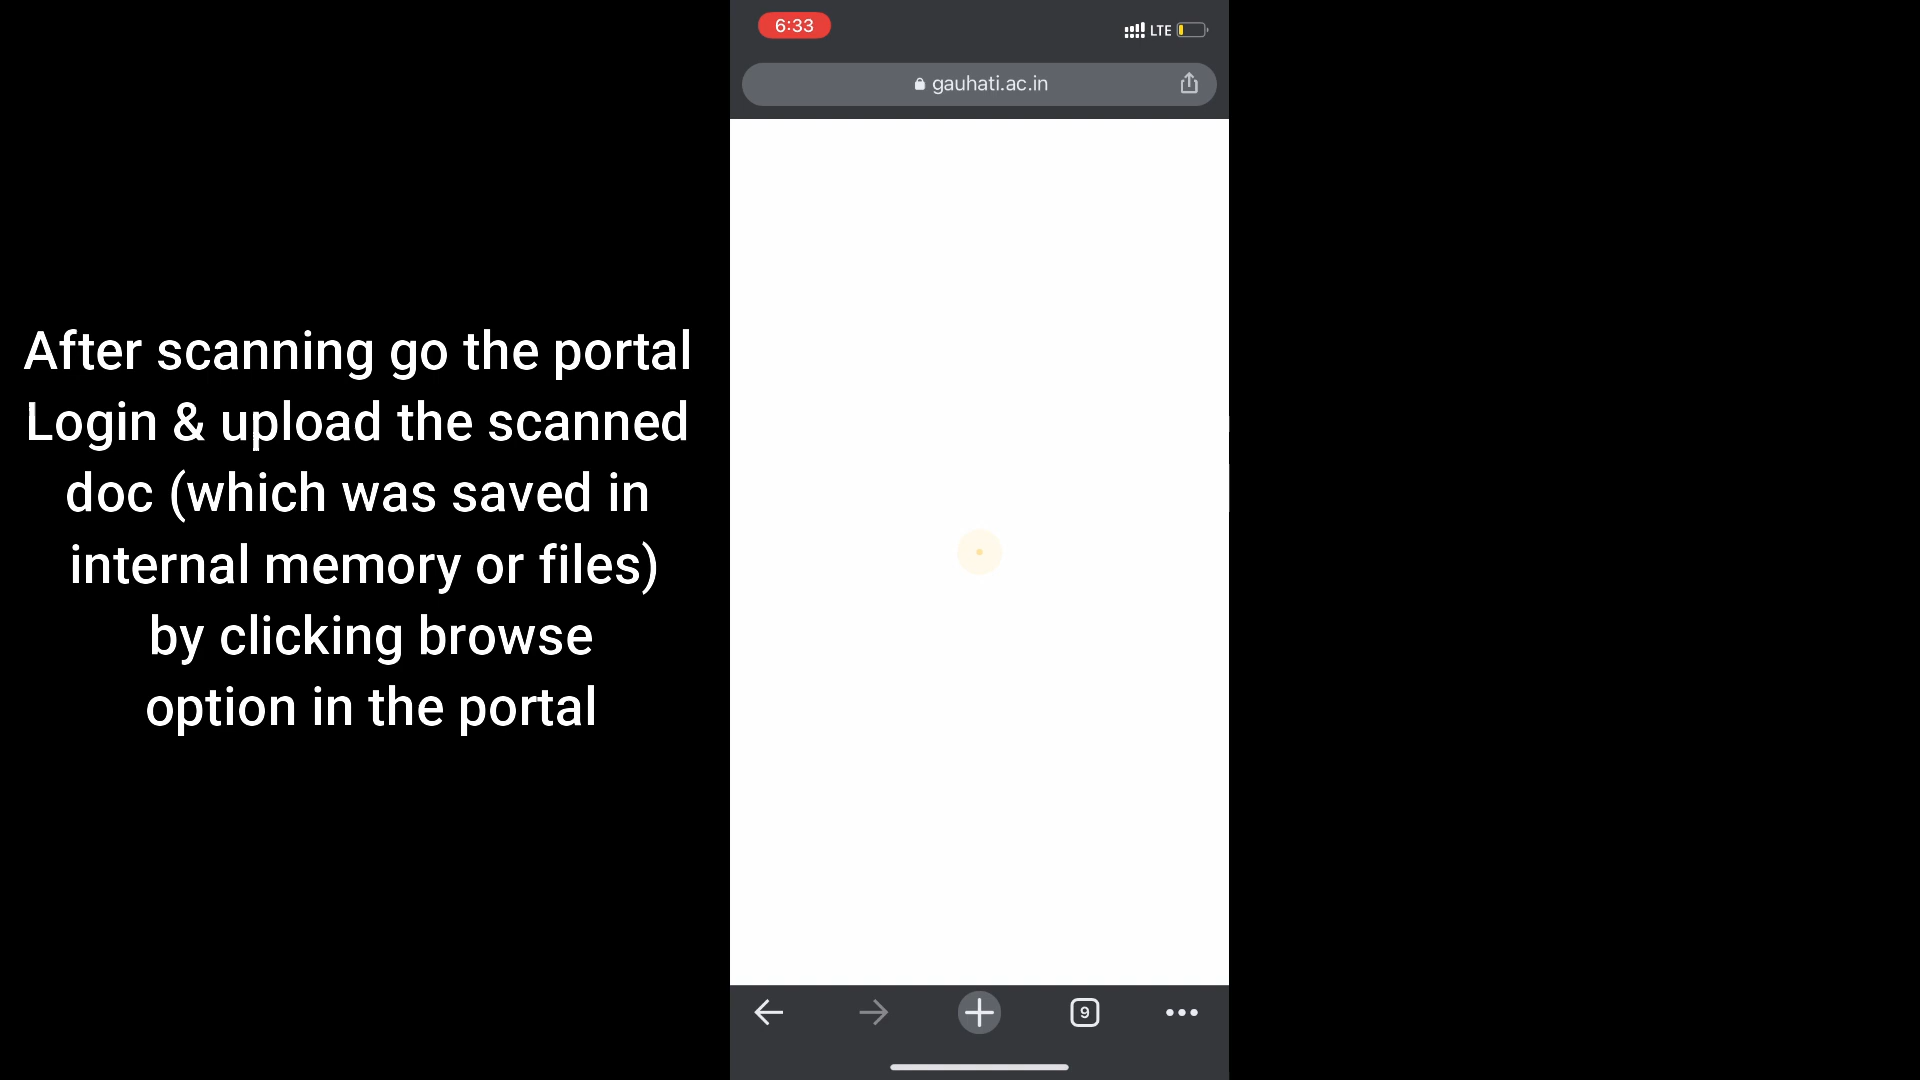 After scanning go the portal
Login & upload the scanned
doc (which was saved in
internal memory or files)
by clicking browse
option in the portal
6:33
LTE
gauhati.ac.in
9